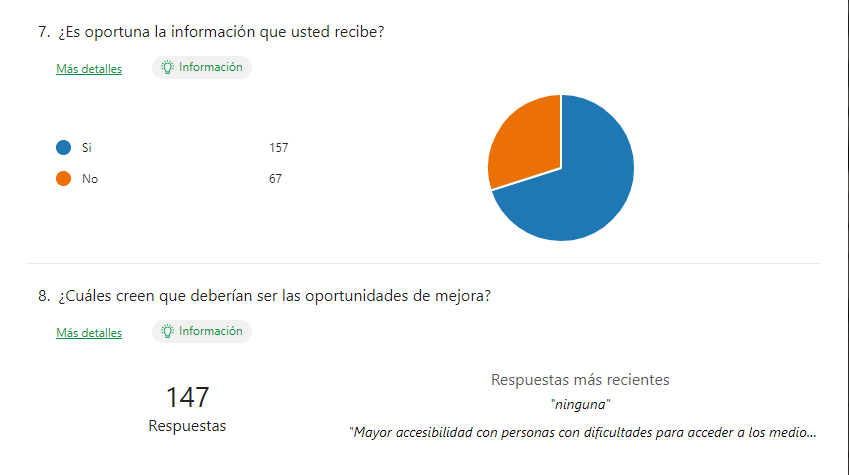 7. ¿Es oportuna la información que usted recibe?
Más detalles
Información
Si 157
No 67
8. ¿Cuáles creen que deberían ser las oportunidades de mejora?
Más detalles
Información
147
Respuestas
Respuestas más recientes
"ninguna"
"Mayor accesibilidad con personas con dificultades para acceder a los medio...